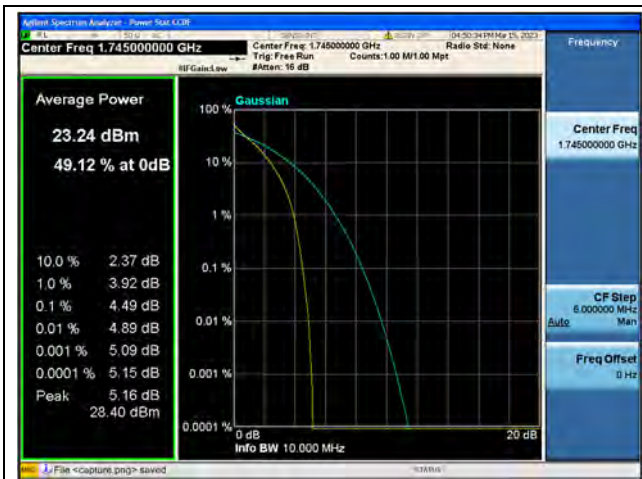 Agilent Spectrum Analyzer - Power Stat CCDF
RL
50 Ω
04:50:34 PM Mar 15, 2023
Center Freq 1.745000000 GHz
Center Freq: 1.745000000 GHz
Radio Std: None
Trig: Free Run
Counts:1.00 M/1.00 Mpt
#IFGain:Low
#Atten: 16 dB
Frequency
Average Power
23.24 dBm
49.12 % at 0dB
10.0 % 2.37 dB
1.0 % 3.92 dB
0.1 % 4.49 dB
0.01 % 4.89 dB
0.001 % 5.09 dB
0.0001 % 5.15 dB
Peak 5.16 dB
28.40 dBm
Gaussian
100 %
10 %
1 %
0.1 %
0.01 %
0.001 %
0.0001 %
0 dB
20 dB
Info BW 10.000 MHz
Center Freq
1.745000000 GHz
CF Step
6.000000 MHz
Auto Man
Freq Offset
0 Hz
MSG
File <capture.png> saved
STATUS